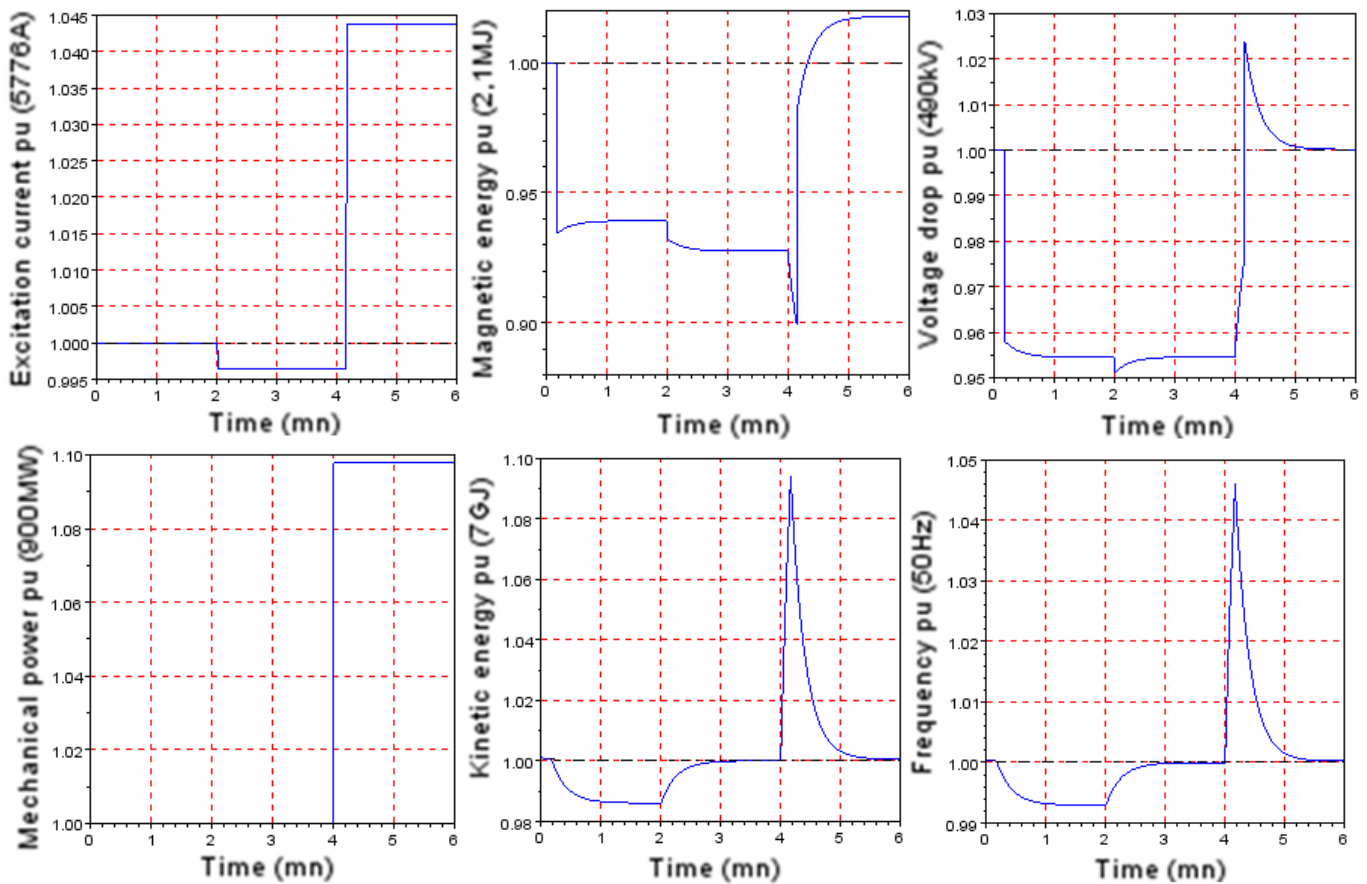 Excitation current pu (5776A)
1.045
1.040
1.035
1.030
1.025
1.020
1.015
1.010
1.005
1.000
0.995
0 1 2 3 4 5 6
Time (mn)
Magnetic energy pu (2,1MJ)
1.00
0.95
0.90
0 1 2 3 4 5 6
Time (mn)
Voltage drop pu (490kV)
1.03
1.02
1.01
1.00
0.99
0.98
0.97
0.96
0.95
0 1 2 3 4 5 6
Time (mn)
Mechanical power pu (900MW)
1.10
1.08
1.06
1.04
1.02
1.00
0 1 2 3 4 5 6
Time (mn)
Kinetic energy pu (7GJ)
1.10
1.08
1.06
1.04
1.02
1.00
0.98
0 1 2 3 4 5 6
Time (mn)
Frequency pu (50Hz)
1.05
1.04
1.03
1.02
1.01
1.00
0.99
0 1 2 3 4 5 6
Time (mn)